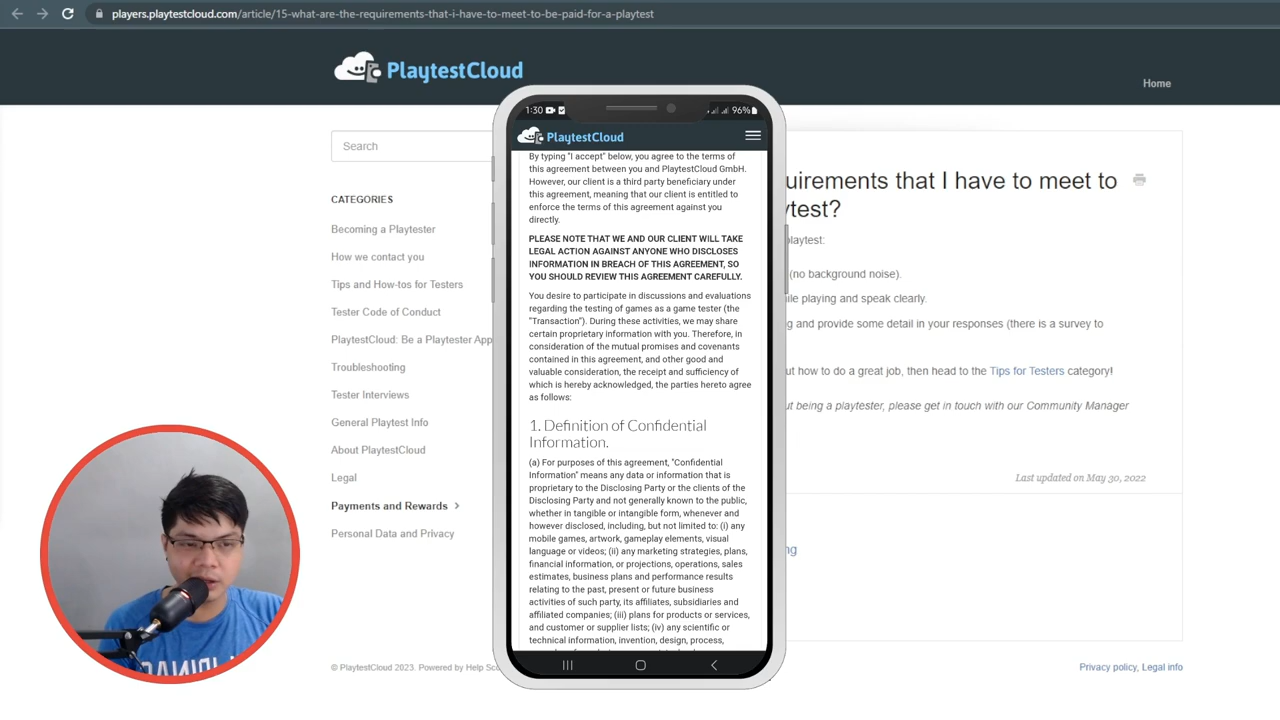 players.playtestcloud.com/article/15-what-are-the-requirements-that-i-have-to-meet-to-be-paid-for-a-playtest
PlaytestCloud
Home
Search
CATEGORIES
Becoming a Playtester
How we contact you
Tips and How-tos for Testers
Tester Code of Conduct
PlaytestCloud: Be a Playtester App
Troubleshooting
Tester Interviews
General Playtest Info
About PlaytestCloud
Legal
Payments and Rewards
Personal Data and Privacy
© PlaytestCloud 2023. Powered by Help
1:30
96%
PlaytestCloud
By typing "I accept" below, you agree to the terms of
this agreement between you and PlaytestCloud GmbH.
However, our client is a third party beneficiary under
this agreement, meaning that our client is entitled to
enforce the terms of this agreement against you
directly.
PLEASE NOTE THAT WE AND OUR CLIENT WILL TAKE
LEGAL ACTION AGAINST ANYONE WHO DISCLOSES
INFORMATION IN BREACH OF THIS AGREEMENT, SO
YOU SHOULD REVIEW THIS AGREEMENT CAREFULLY.
You desire to participate in discussions and evaluations
regarding the testing of games as a game tester (the
"Transaction"). During these activities, we may share
certain proprietary information with you. Therefore, in
consideration of the mutual promises and covenants
contained in this agreement, and other good and
valuable consideration, the receipt and sufficiency of
which is hereby acknowledged, the parties hereto agree
as follows:
1. Definition of Confidential
Information.
(a) For purposes of this agreement, "Confidential
Information" means any data or information that is
proprietary to the Disclosing Party or the clients of the
Disclosing Party and not generally known to the public,
whether in tangible or intangible form, whenever and
however disclosed, including, but not limited to: (i) any
mobile games, artwork, gameplay elements, visual
language or videos; (ii) any marketing strategies, plans,
financial information, or projections, operations, sales
estimates, business plans and performance results
relating to the past, present or future business
activities of such party, its affiliates, subsidiaries and
affiliated companies; (iii) plans for products or services,
and customer or supplier lists; (iv) any scientific or
technical information, invention, design, process,
uirements that I have to meet to
ytest?
playtest:
(no background noise).
ile playing and speak clearly.
g and provide some detail in your responses (there is a survey to
ut how to do a great job, then head to the Tips for Testers category!
ut being a playtester, please get in touch with our Community Manager
Last updated on May 30, 2022
ng
Privacy policy, Legal info